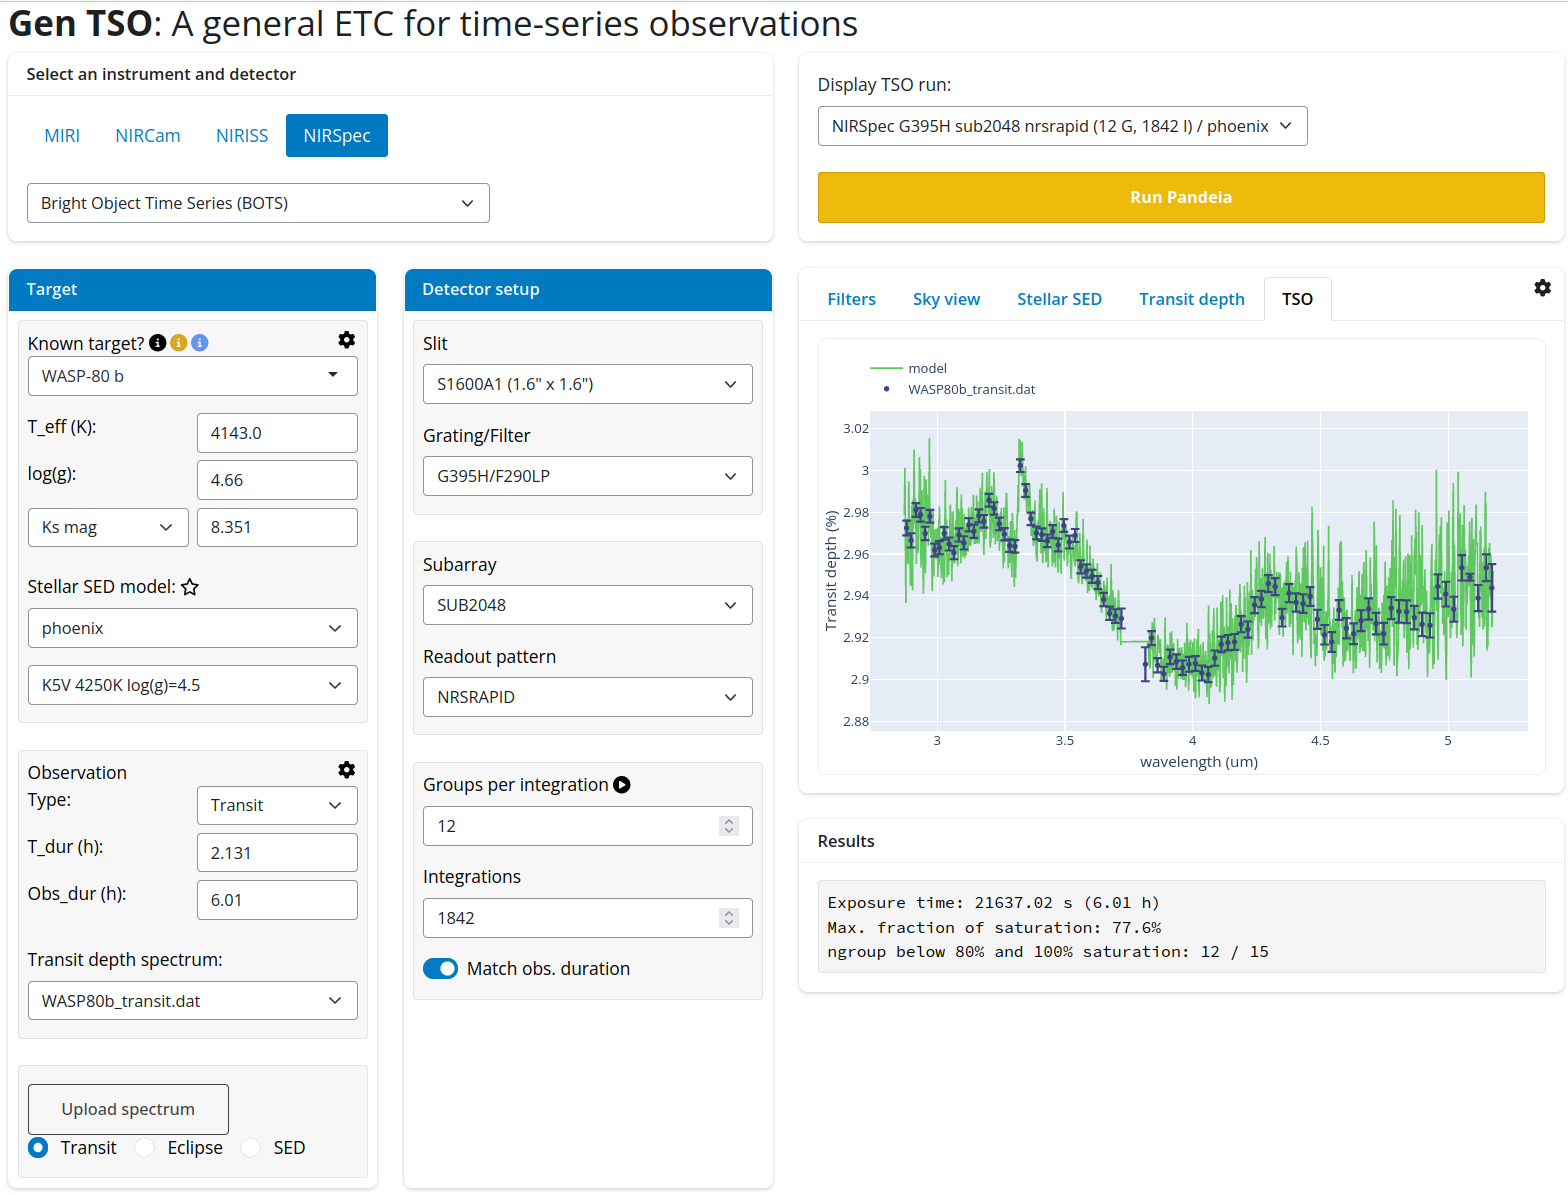 Gen TSO: A general ETC for time-series observations
Select an instrument and detector
MIRI NIRCam NIRISS NIRSpec
Bright Object Time Series (BOTS)
Display TSO run:
NIRSpec G395H sub2048 nrsrapid (12 G, 1842 I) / phoenix
Run Pandeia
Target
Known target?
WASP-80 b
T_eff (K): 4143.0
log(g): 4.66
Ks mag 8.351
Stellar SED model:
phoenix
K5V 4250K log(g)=4.5
Observation
Type: Transit
T_dur (h): 2.131
Obs_dur (h): 6.01
Transit depth spectrum:
WASP80b_transit.dat
Upload spectrum
Transit Eclipse SED
Detector setup
Slit
S1600A1 (1.6" x 1.6")
Grating/Filter
G395H/F290LP
Subarray
SUB2048
Readout pattern
NRSRAPID
Groups per integration
12
Integrations
1842
Match obs. duration
Filters Sky view Stellar SED Transit depth TSO
model
WASP80b_transit.dat
Transit depth (%)
3.02
3
2.98
2.96
2.94
2.92
2.9
2.88
3 3.5 4 4.5 5
wavelength (um)
Results
Exposure time: 21637.02 s (6.01 h)
Max. fraction of saturation: 77.6%
ngroup below 80% and 100% saturation: 12 / 15